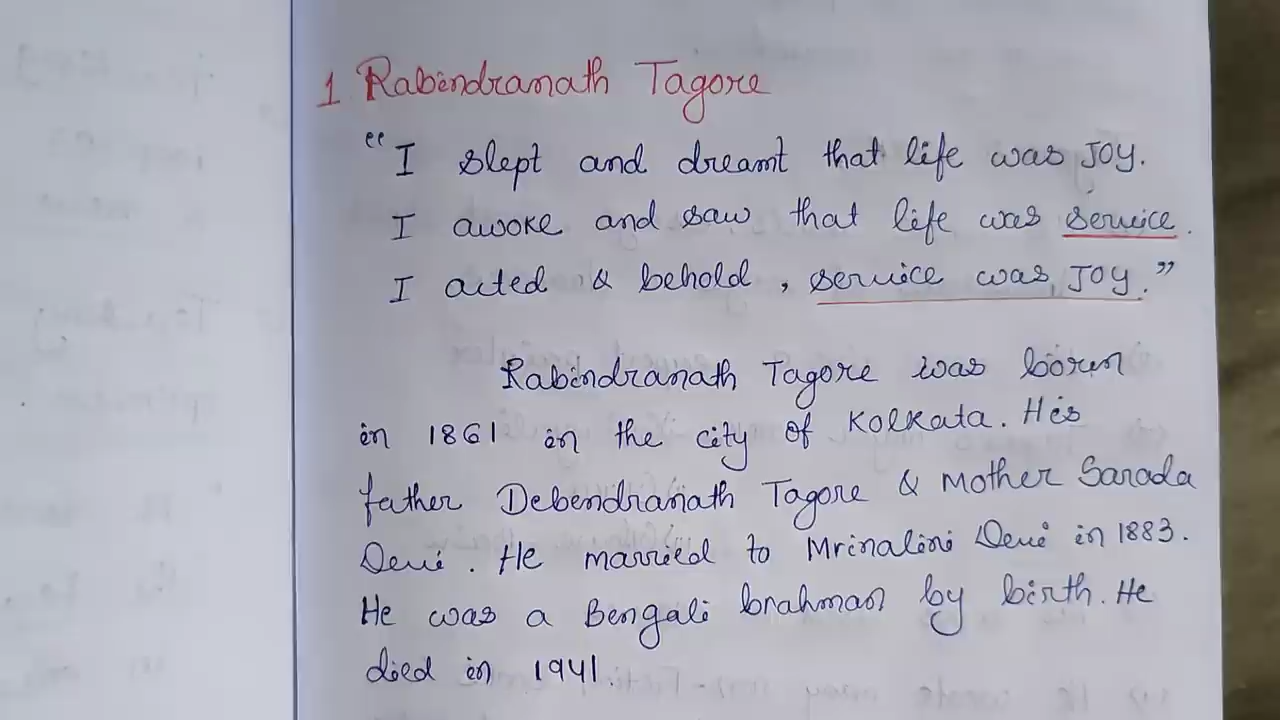 1 Rabindranath Tagore
"I slept and dreamt that life was JOY.
I awoke and saw that life was service.
I acted & behold, service was JOY."
Rabindranath Tagore was born
in 1861 in the city of Kolkata. His
father Debendranath Tagore & Mother Sarada
Devi. He married to Mrinalini Devi in 1883.
He was a Bengali brahman by birth. He
died in 1941.